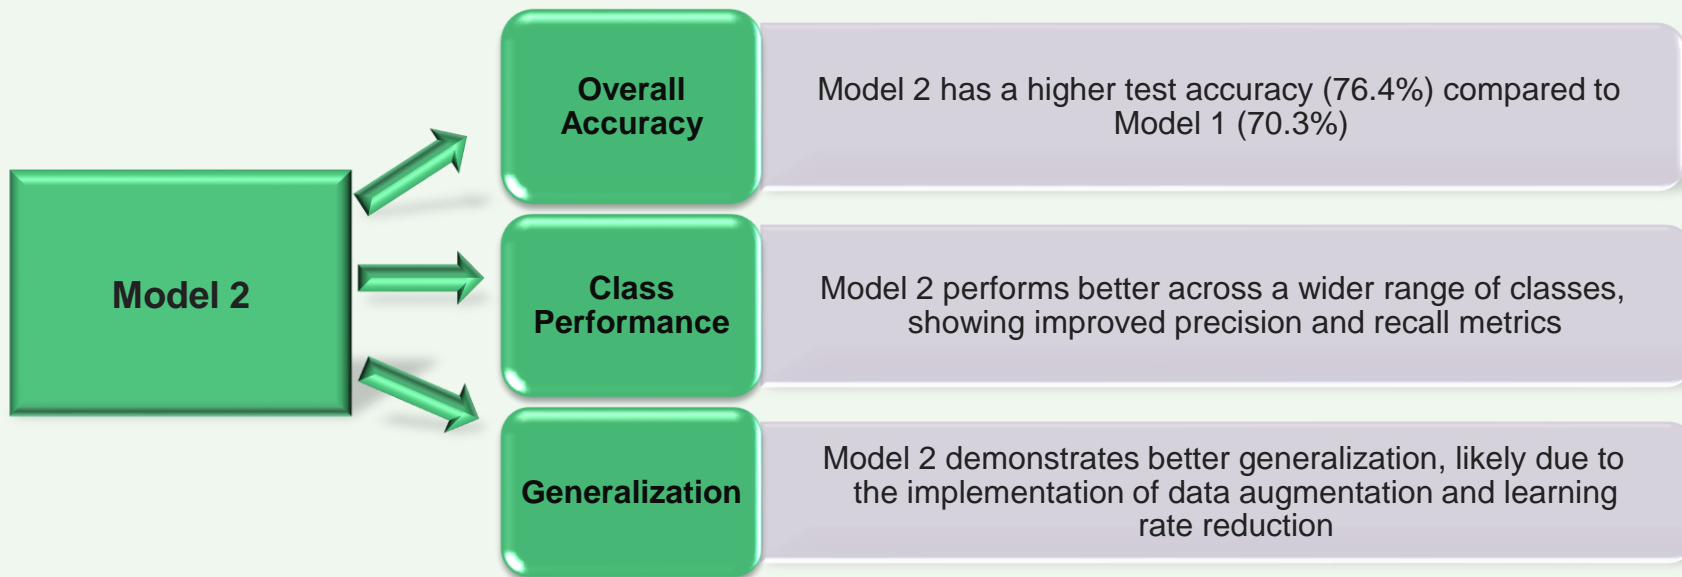 Model 2
Overall
Accuracy
Model 2 has a higher test accuracy (76.4%) compared to
Model 1 (70.3%)
Class
Performance
Model 2 performs better across a wider range of classes,
showing improved precision and recall metrics
Generalization
Model 2 demonstrates better generalization, likely due to
the implementation of data augmentation and learning
rate reduction